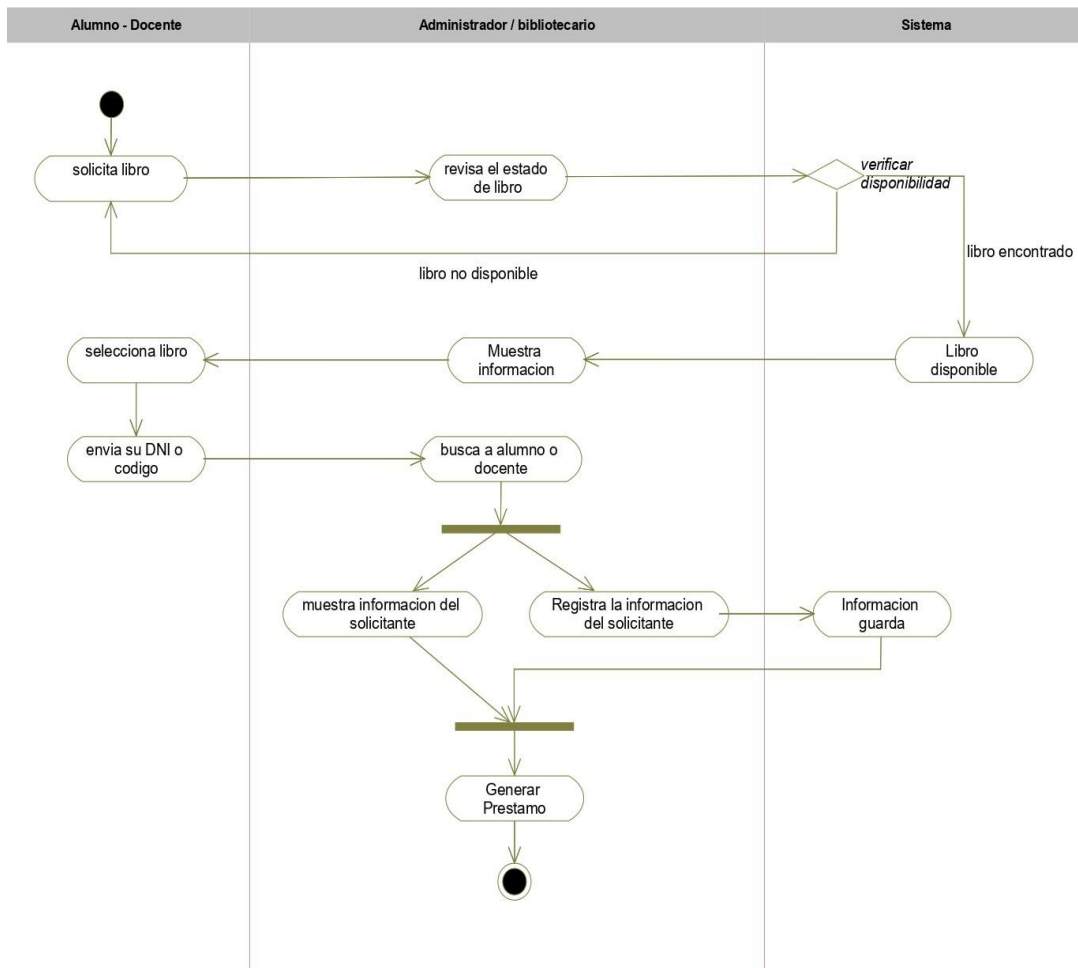 Alumno - Docente
Administrador / bibliotecario
Sistema
solicita libro
revisa el estado
de libro
verificar
disponibilidad
libro encontrado
libro no disponible
selecciona libro
Muestra
informacion
Libro
disponible
envia su DNI o
codigo
busca a alumno o
docente
muestra informacion del
solicitante
Registra la informacion
del solicitante
Informacion
guarda
Generar
Prestamo